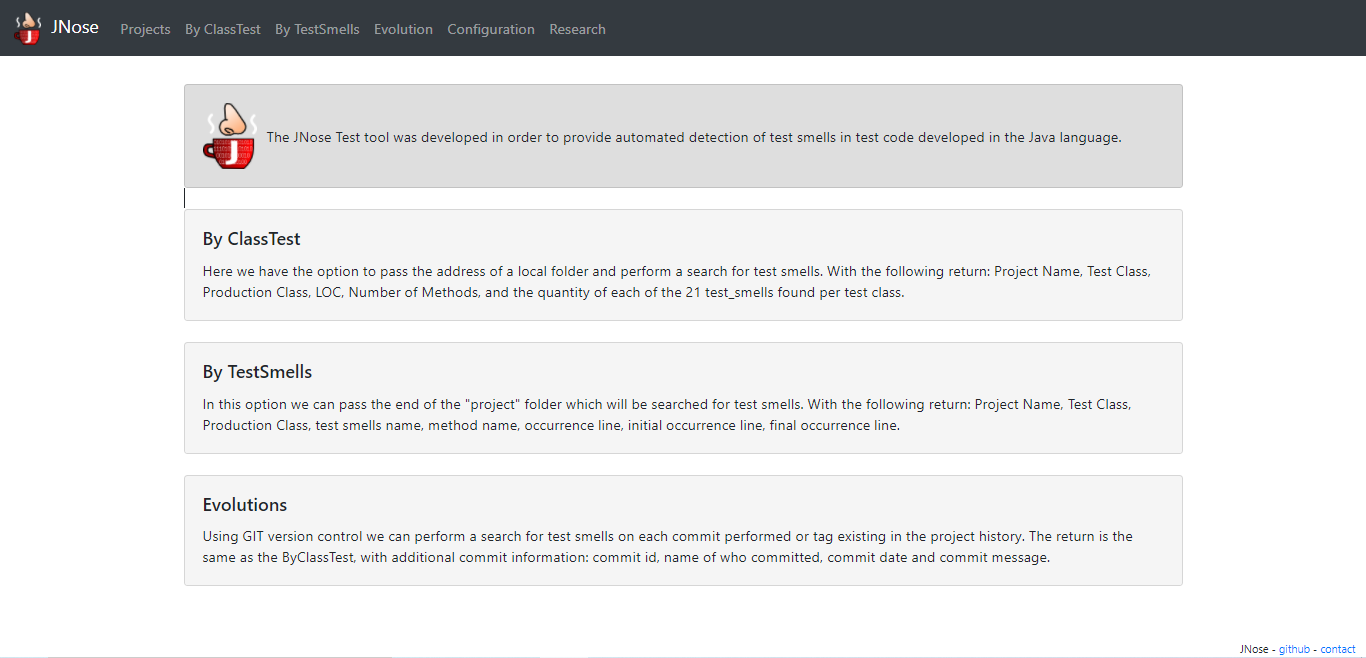 JNose Projects By ClassTest By TestSmells Evolution Configuration Research
The JNose Test tool was developed in order to provide automated detection of test smells in test code developed in the Java language.
By ClassTest
Here we have the option to pass the address of a local folder and perform a search for test smells. With the following return: Project Name, Test Class,
Production Class, LOC, Number of Methods, and the quantity of each of the 21 test_smells found per test class.
By TestSmells
In this option we can pass the end of the "project" folder which will be searched for test smells. With the following return: Project Name, Test Class,
Production Class, test smells name, method name, occurrence line, initial occurrence line, final occurrence line.
Evolutions
Using GIT version control we can perform a search for test smells on each commit performed or tag existing in the project history. The return is the
same as the ByClassTest, with additional commit information: commit id, name of who committed, commit date and commit message.
JNose - github - contact